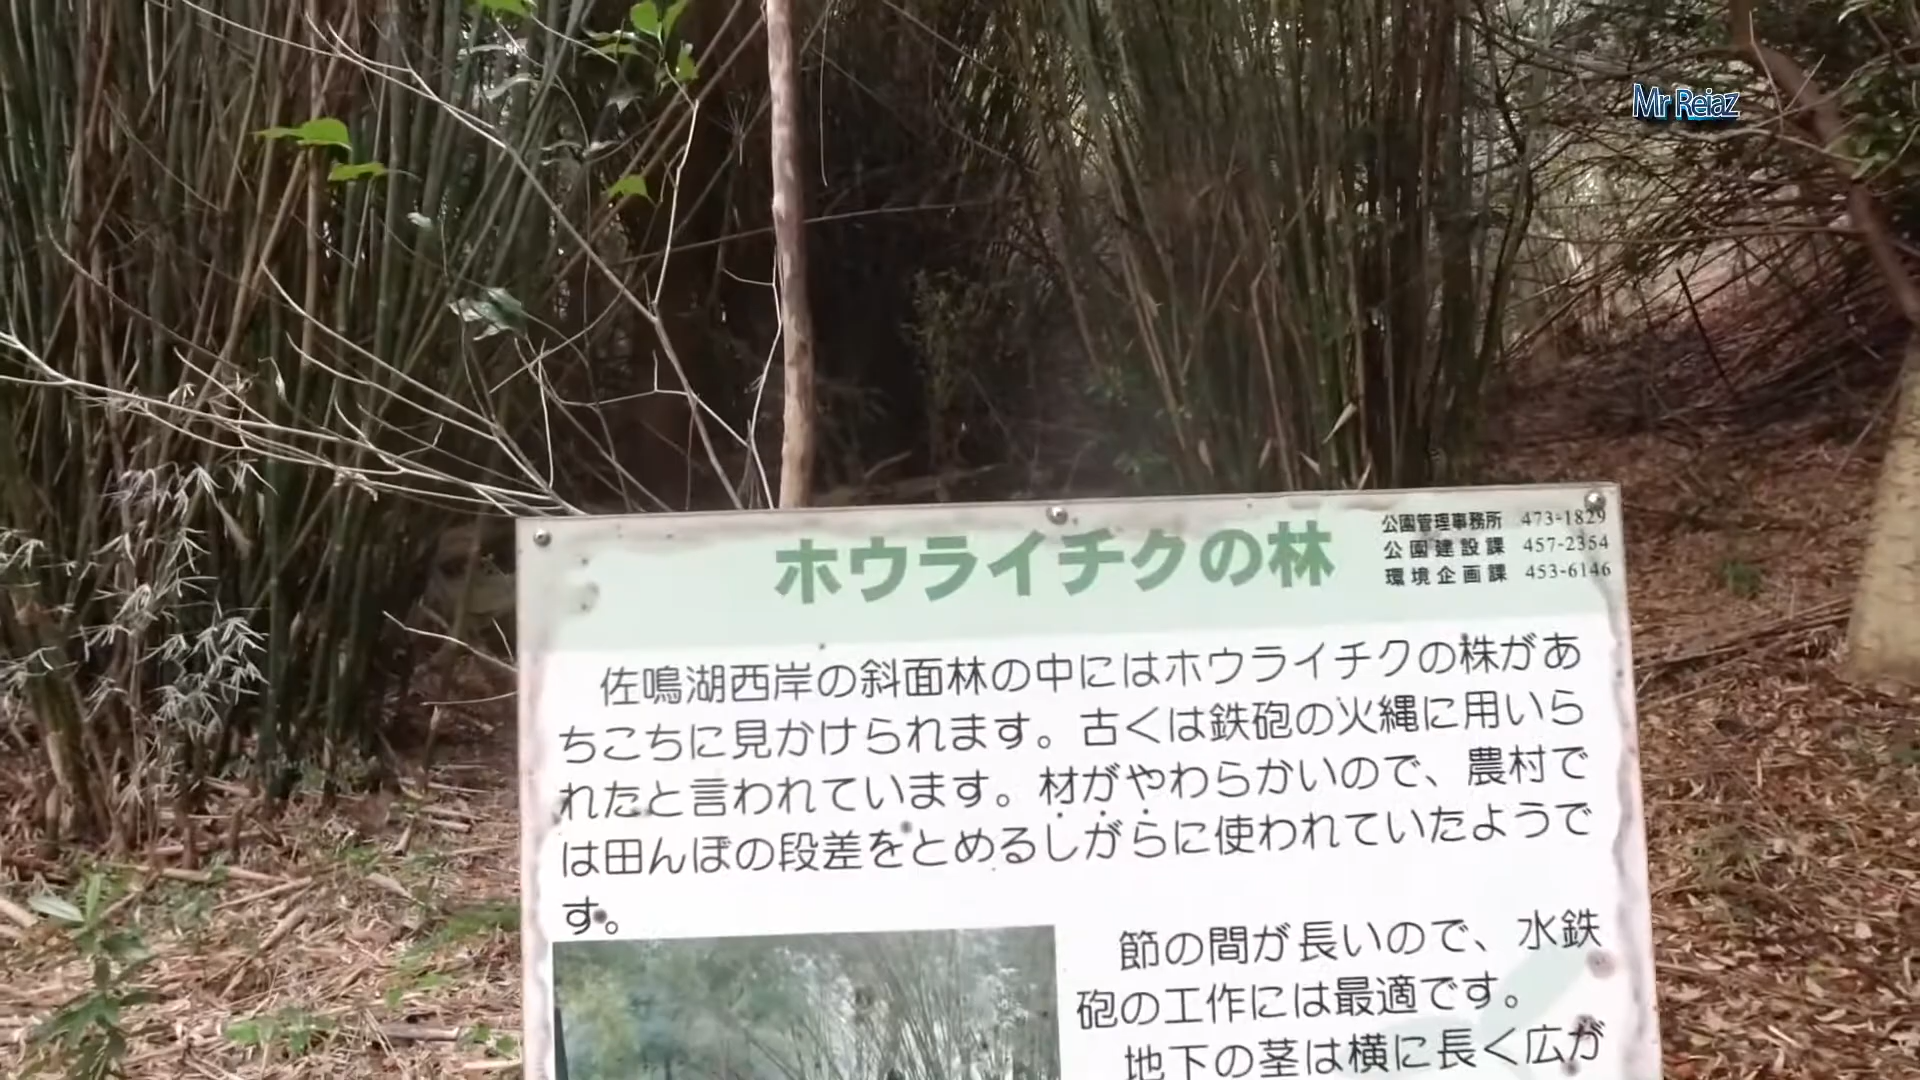 Mr Reiaz
ホウライチクの林
公園管理事務所 473-1829
公園建設課 457-2354
環境企画課 453-6146
佐鳴湖西岸の斜面林の中にはホウライチクの株があ
ちこちに見かけられます。古くは鉄砲の火縄に用いら
れたと言われています。材がやわらかいので、農村で
は田んぼの段差をとめるしがらに使われていたようで
す。
節の間が長いので、水鉄
砲の工作には最適です。
地下の茎は横に長く広が